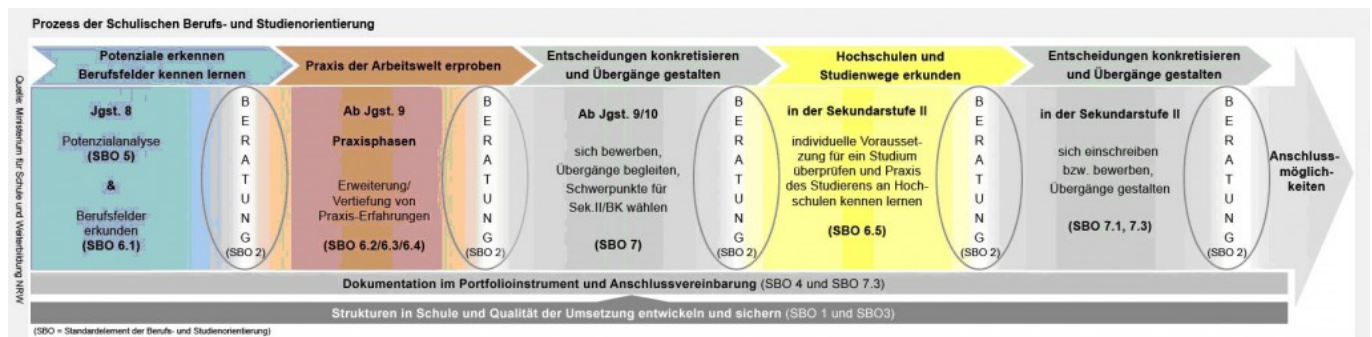 Prozess der Schulischen Berufs- und Studienorientierung
Potenziale erkennen
Berufsfelder kennen lernen
Praxis der Arbeitswelt erproben
Entscheidungen konkretisieren
und Übergänge gestalten
Hochschulen und
Studienwege erkunden
Entscheidungen konkretisieren
und Übergänge gestalten
Quelle: Ministerium für Schule und Weiterbildung NRW
Jgst. 8
Potenzialanalyse
(SBO 5)
&
Berufsfelder
erkunden
(SBO 6.1)
BERATUNG
(SBO 2)
Ab Jgst. 9
Praxisphasen
Erweiterung/
Vertiefung von
Praxis-Erfahrungen
(SBO 6.2/6.3/6.4)
BERATUNG
(SBO 2)
Ab Jgst. 9/10
sich bewerben,
Übergänge begleiten,
Schwerpunkte für
Sek.II/BK wählen
(SBO 7)
BERATUNG
(SBO 2)
in der Sekundarstufe II
individuelle Vorausset-
zung für ein Studium
überprüfen und Praxis
des Studierens an Hoch-
schulen kennen lernen
(SBO 6.5)
BERATUNG
(SBO 2)
in der Sekundarstufe II
sich einschreiben
bzw. bewerben,
Übergänge gestalten
(SBO 7.1, 7.3)
BERATUNG
(SBO 2)
Anschluss-
möglich-
keiten
Dokumentation im Portfolioinstrument und Anschlussvereinbarung (SBO 4 und SBO 7.3)
Strukturen in Schule und Qualität der Umsetzung entwickeln und sichern (SBO 1 und SBO3)
(SBO = Standardelement der Berufs- und Studienorientierung)